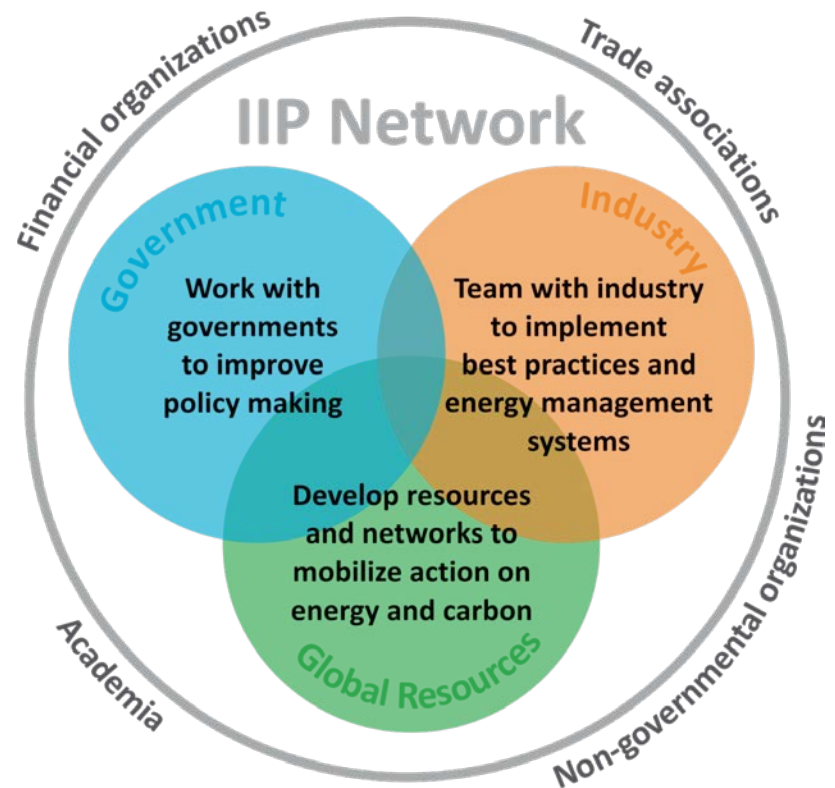 Financial organizations
Trade associations
IIP Network
Government
Work with
governments
to improve
policy making
Industry
Team with industry
to implement
best practices and
energy management
systems
Develop resources
and networks to
mobilize action on
energy and carbon
Global Resources
Academia
Non-governmental organizations